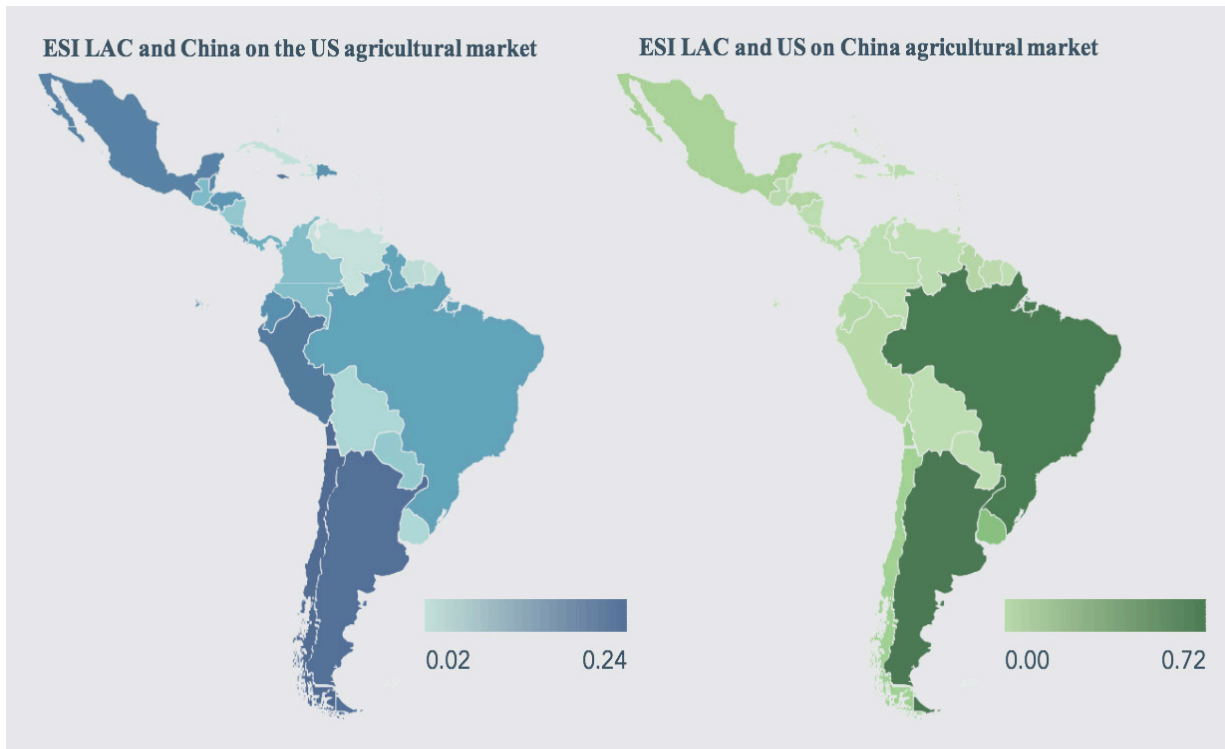 ESI LAC and China on the US agricultural market
ESI LAC and US on China agricultural market
0.02
0.24
0.00
0.72